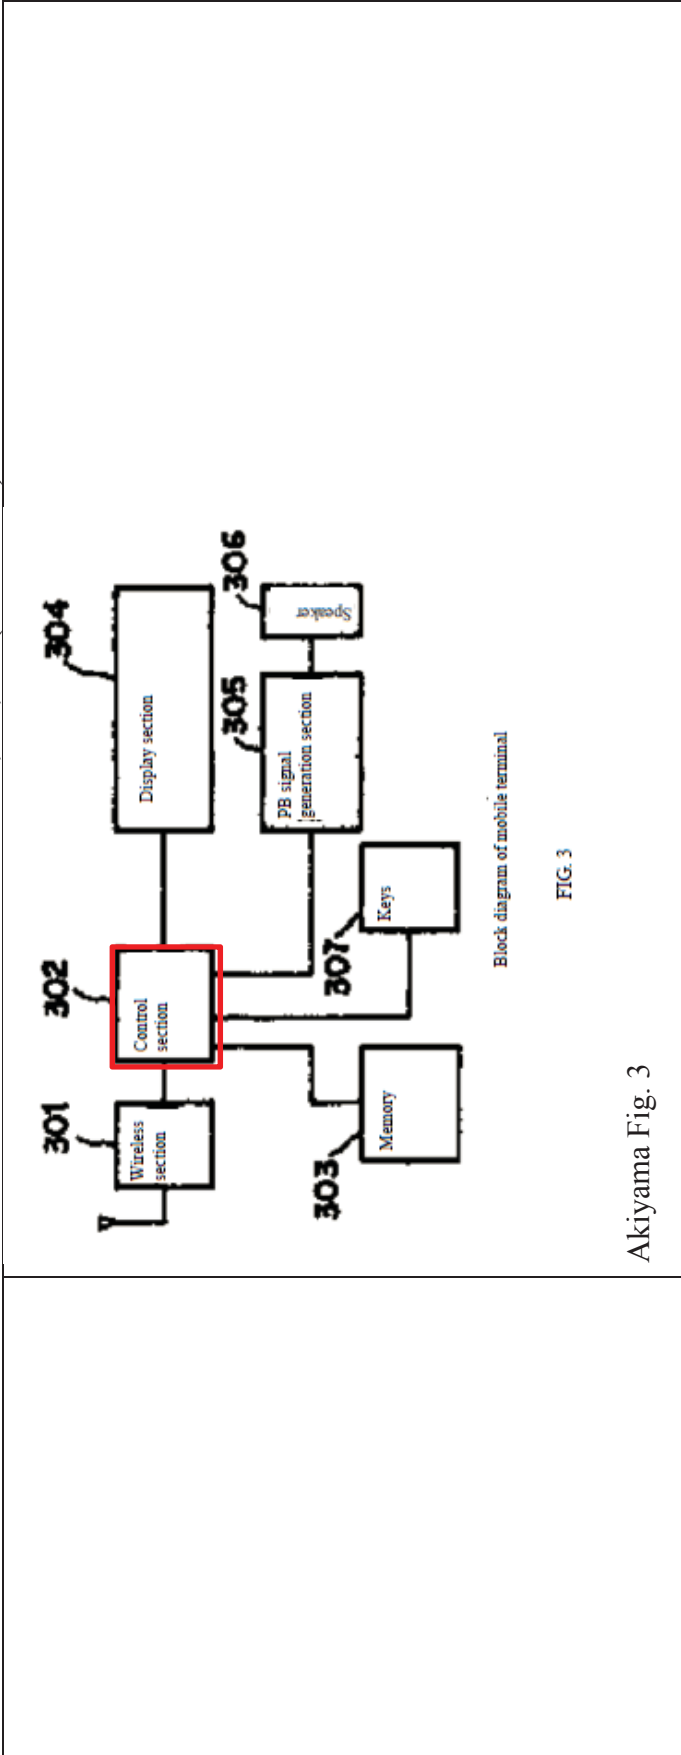 301
302
304
Wireless
section
Control
section
Display section
305
306
PB signal
generation section
Speaker
303
307
Memory
Keys
Block diagram of mobile terminal
FIG. 3
Akiyama Fig. 3